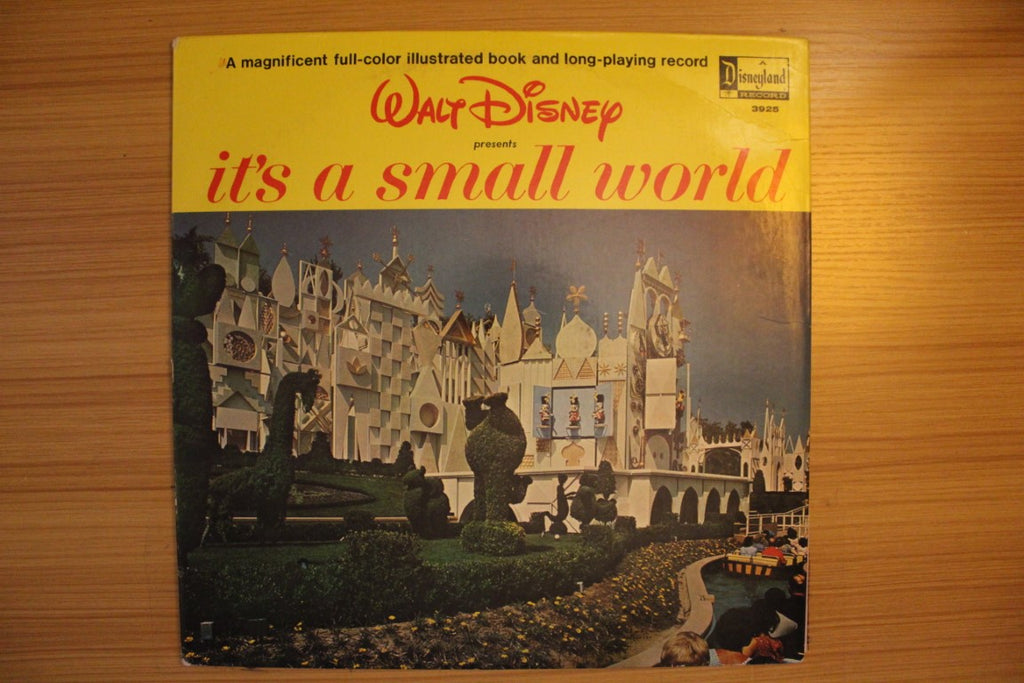 A magnificent full-color illustrated book and long-playing record
A
Disneyland
RECORD
3925
WALT DISNEY
presents
it's a small world